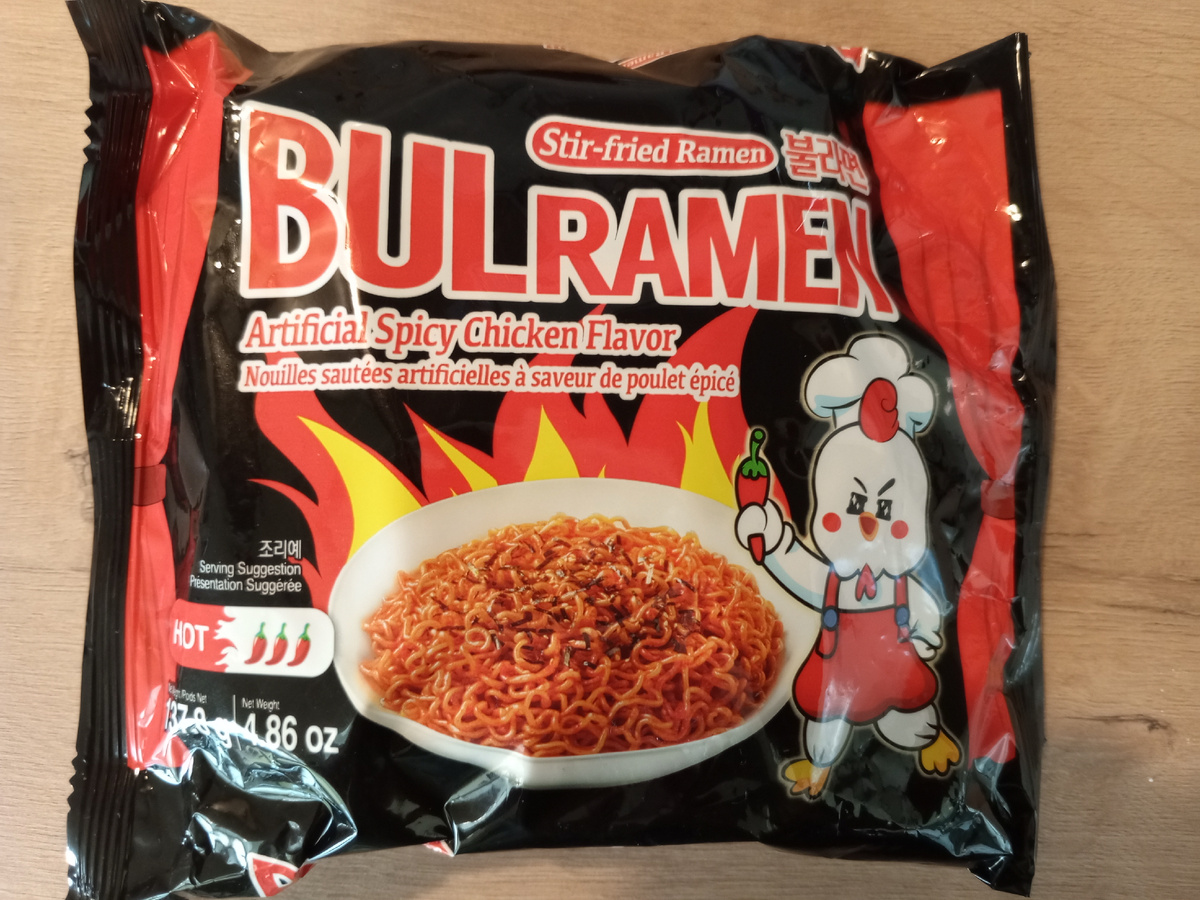 Stir-fried Ramen
불라면
BULRAMEN
Artificial Spicy Chicken Flavor
Nouilles sautées artificielles à saveur de poulet épicé
조리예
Serving Suggestion
Présentation Suggérée
HOT
Net Weight
4.86 oz